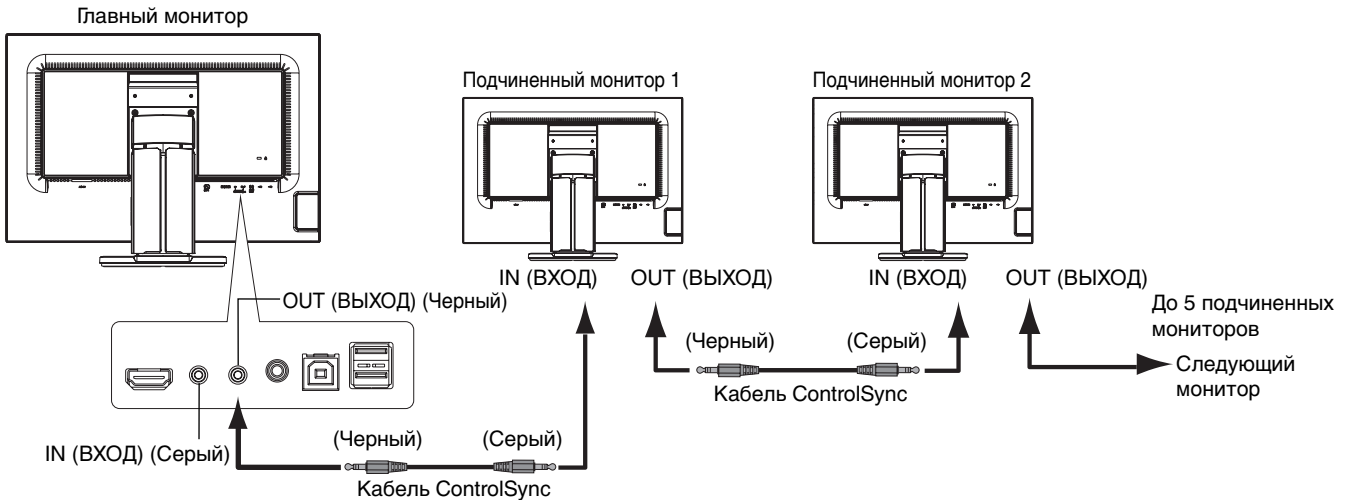 Главный монитор
Подчиненный монитор 1
Подчиненный монитор 2
IN (ВХОД)
OUT (ВЫХОД)
IN (ВХОД)
OUT (ВЫХОД)
OUT (ВЫХОД) (Черный)
До 5 подчиненных
мониторов
(Черный)
(Серый)
Следующий
монитор
Кабель ControlSync
IN (ВХОД) (Серый)
(Черный)
(Серый)
Кабель ControlSync